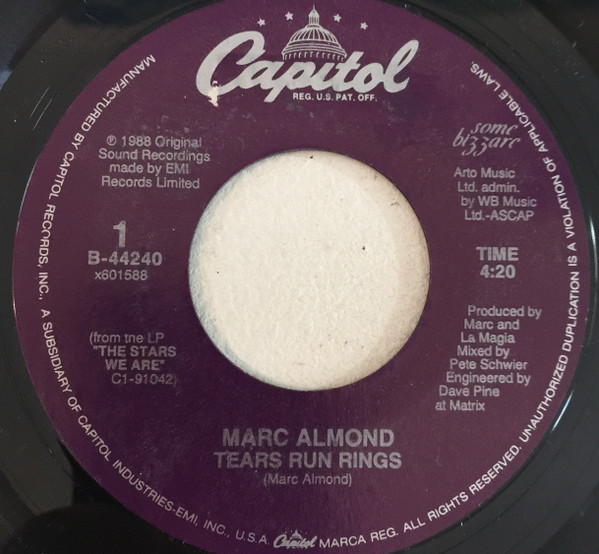 Capitol
REG. U.S. PAT. OFF.
℗ 1988 Original
Sound Recordings
made by EMI
Records Limited
1
B-44240
x601588
(from the LP
"THE STARS
WE ARE"
C1-91042)
some
bizzare
Arto Music
Ltd. admin.
by WB Music
Ltd.-ASCAP
TIME
4:20
Produced by
Marc and
La Magia
Mixed by
Pete Schwier
Engineered by
Dave Pine
at Matrix
MARC ALMOND
TEARS RUN RINGS
(Marc Almond)
MANUFACTURED BY CAPITOL RECORDS, INC., A SUBSIDIARY OF CAPITOL INDUSTRIES-EMI, INC., U.S.A. Capitol MARCA REG. ALL RIGHTS RESERVED. UNAUTHORIZED DUPLICATION IS A VIOLATION OF APPLICABLE LAWS.